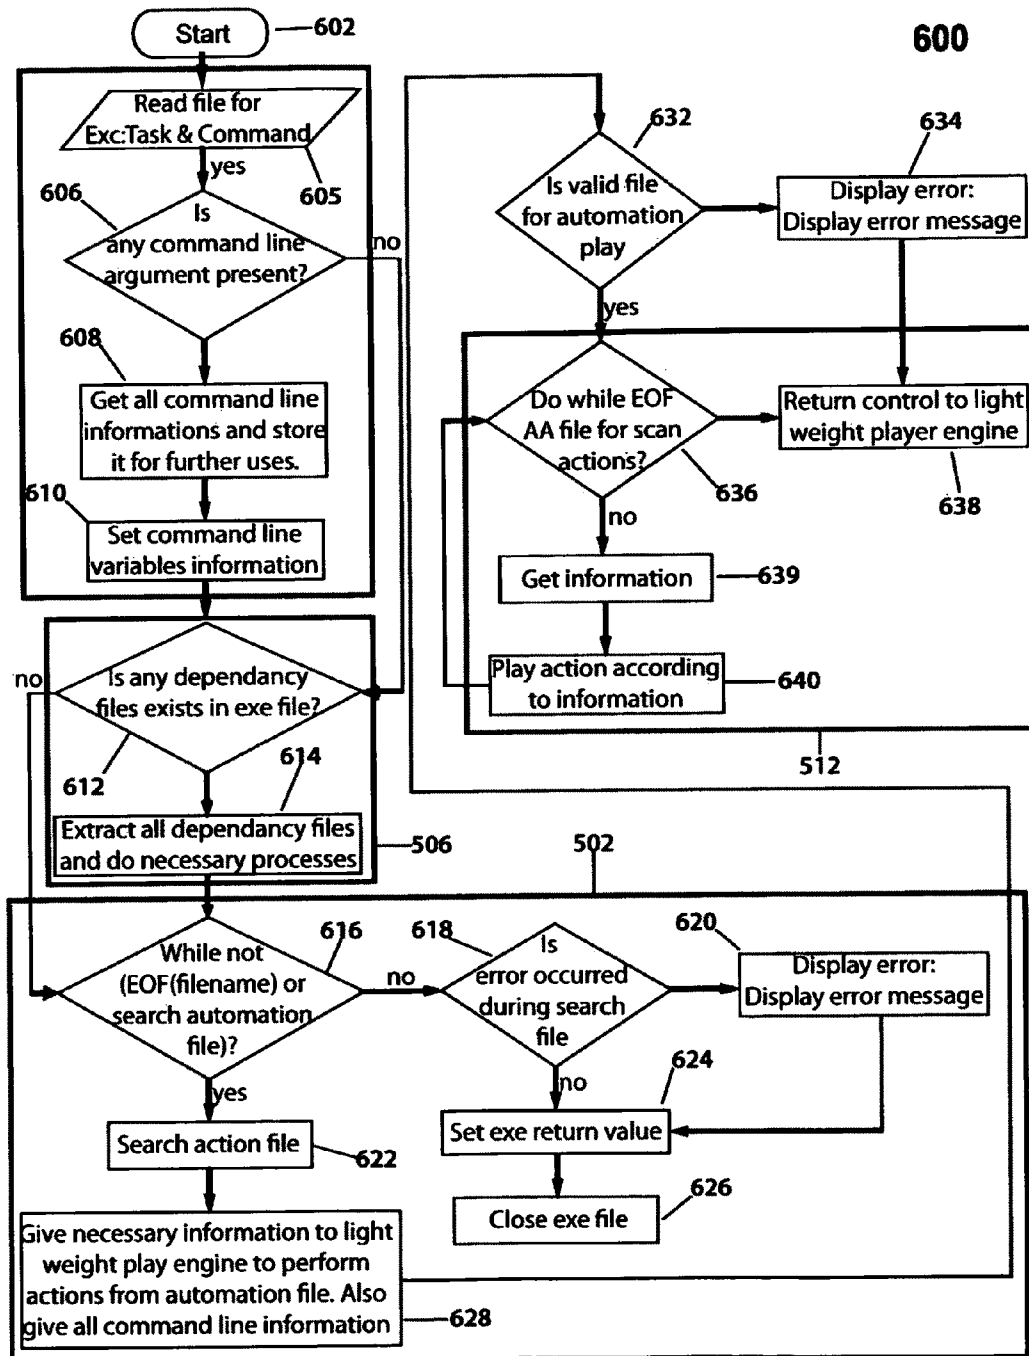 Start
602
600
Read file for
Exc:Task & Command
605
yes
606
Is
any command line
argument present?
no
608
Get all command line
informations and store
it for further uses.
610
Set command line
variables information
Is any dependancy
files exists in exe file?
no
612
614
Extract all dependancy files
and do necessary processes
506
502
While not
(EOF(filename) or
search automation
file)?
616
no
yes
618
Is
error occurred
during search
file
no
620
Display error:
Display error message
Search action file
622
624
Set exe return value
626
Close exe file
Give necessary information to light
weight play engine to perform
actions from automation file. Also
give all command line information
628
632
Is valid file
for automation
play
yes
634
Display error:
Display error message
Do while EOF
AA file for scan
actions?
636
no
Return control to light
weight player engine
638
Get information
639
Play action according
to information
640
512